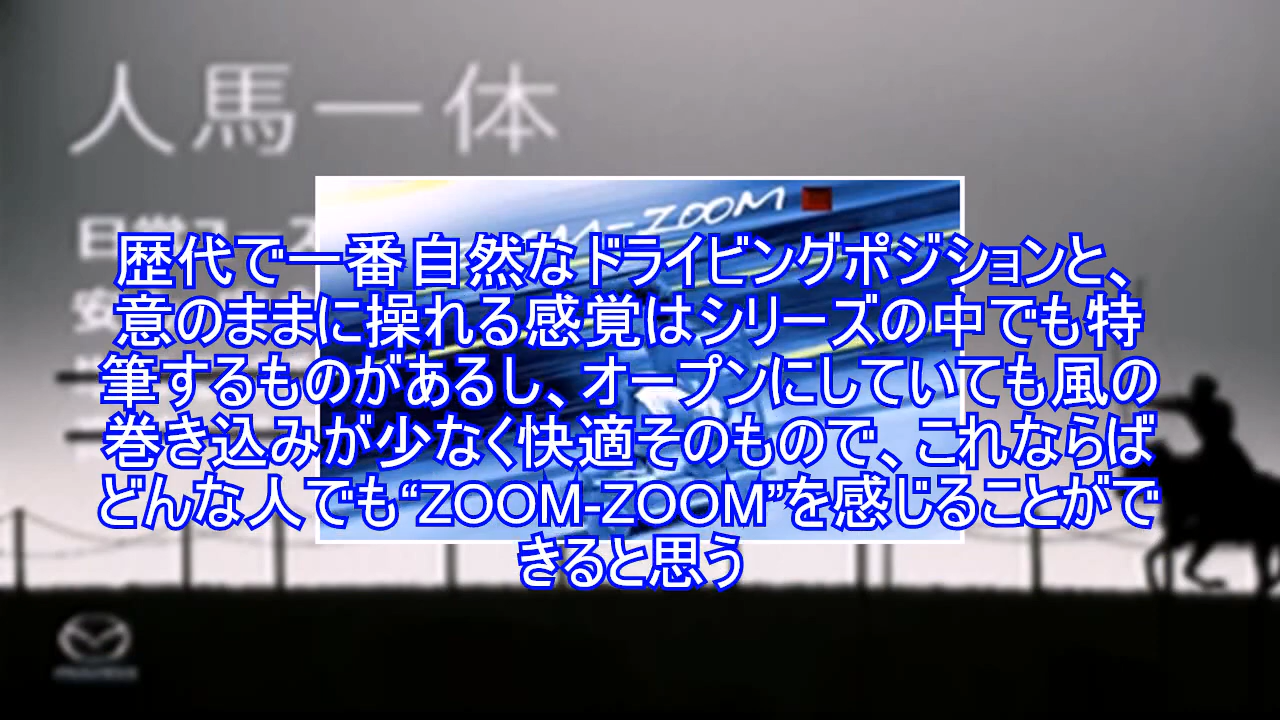 人馬一体
ZOOM-ZOOM
歴代で一番自然なドライビングポジションと、
意のままに操れる感覚はシリーズの中でも特
筆するものがあるし、オープンにしていても風の
巻き込みが少なく快適そのもので、これならば
どんな人でも“ZOOM-ZOOM”を感じることがで
きると思う